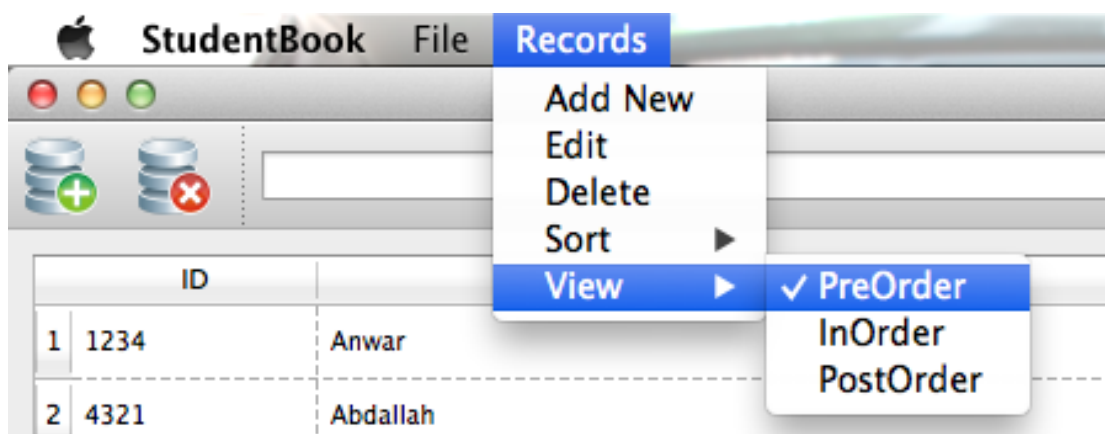 StudentBook File Records
Add New
Edit
Delete
Sort
View
✓ PreOrder
InOrder
PostOrder
ID
1 1234 Anwar
2 4321 Abdallah